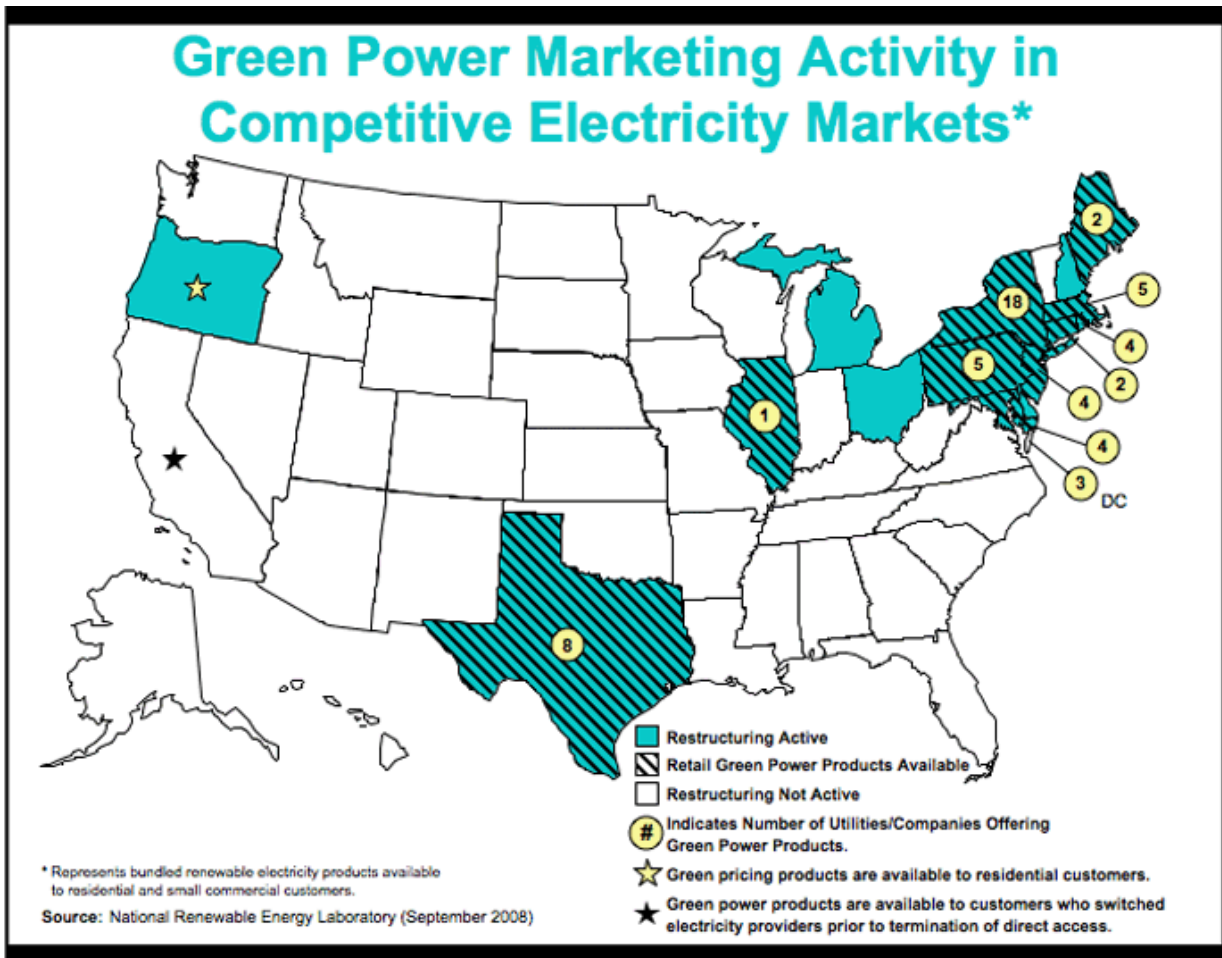 Green Power Marketing Activity in
Competitive Electricity Markets*
2
18
5
4
5
2
4
1
4
3
DC
8
Restructuring Active
Retail Green Power Products Available
Restructuring Not Active
# Indicates Number of Utilities/Companies Offering
Green Power Products.
Green pricing products are available to residential customers.
Green power products are available to customers who switched
electricity providers prior to termination of direct access.
* Represents bundled renewable electricity products available
to residential and small commercial customers.
Source: National Renewable Energy Laboratory (September 2008)